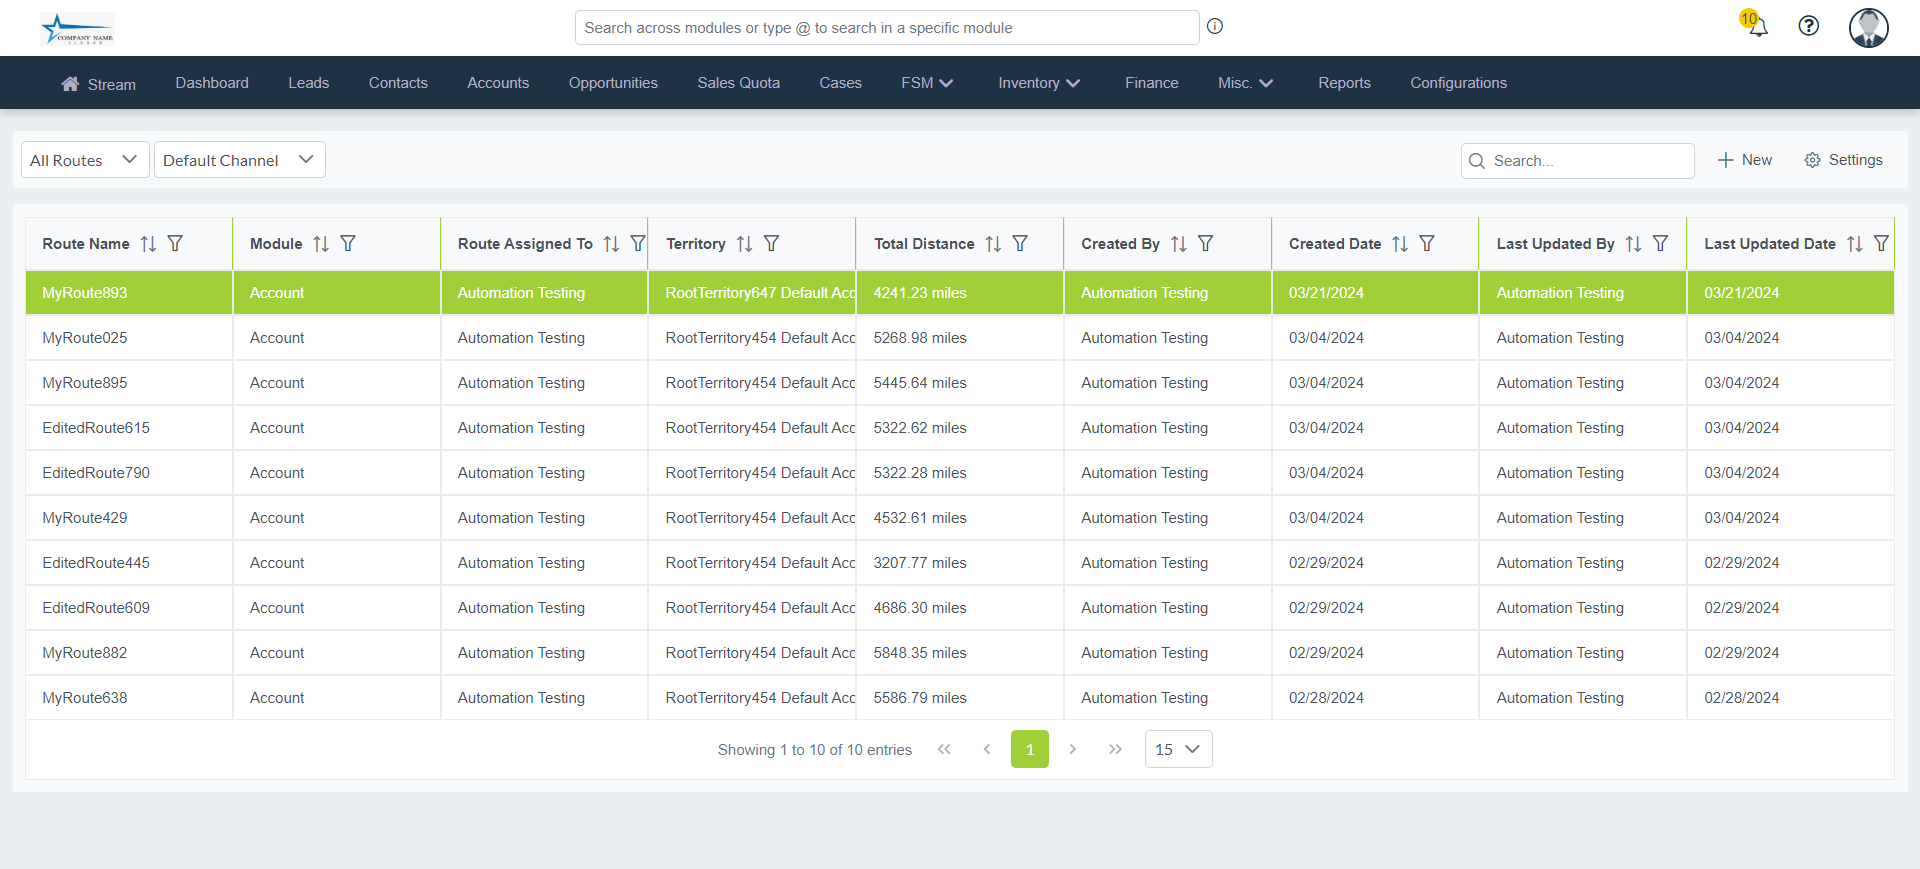 COMPANY NAME
Search across modules or type @ to search in a specific module
10
Stream Dashboard Leads Contacts Accounts Opportunities Sales Quota Cases FSM Inventory Finance Misc. Reports Configurations
All Routes Default Channel Search... New Settings
Route Name Module Route Assigned To Territory Total Distance Created By Created Date Last Updated By Last Updated Date
MyRoute893 Account Automation Testing RootTerritory647 Default Acc 4241.23 miles Automation Testing 03/21/2024 Automation Testing 03/21/2024
MyRoute025 Account Automation Testing RootTerritory454 Default Acc 5268.98 miles Automation Testing 03/04/2024 Automation Testing 03/04/2024
MyRoute895 Account Automation Testing RootTerritory454 Default Acc 5445.64 miles Automation Testing 03/04/2024 Automation Testing 03/04/2024
EditedRoute615 Account Automation Testing RootTerritory454 Default Acc 5322.62 miles Automation Testing 03/04/2024 Automation Testing 03/04/2024
EditedRoute790 Account Automation Testing RootTerritory454 Default Acc 5322.28 miles Automation Testing 03/04/2024 Automation Testing 03/04/2024
MyRoute429 Account Automation Testing RootTerritory454 Default Acc 4532.61 miles Automation Testing 03/04/2024 Automation Testing 03/04/2024
EditedRoute445 Account Automation Testing RootTerritory454 Default Acc 3207.77 miles Automation Testing 02/29/2024 Automation Testing 02/29/2024
EditedRoute609 Account Automation Testing RootTerritory454 Default Acc 4686.30 miles Automation Testing 02/29/2024 Automation Testing 02/29/2024
MyRoute882 Account Automation Testing RootTerritory454 Default Acc 5848.35 miles Automation Testing 02/29/2024 Automation Testing 02/29/2024
MyRoute638 Account Automation Testing RootTerritory454 Default Acc 5586.79 miles Automation Testing 02/28/2024 Automation Testing 02/28/2024
Showing 1 to 10 of 10 entries 1 15